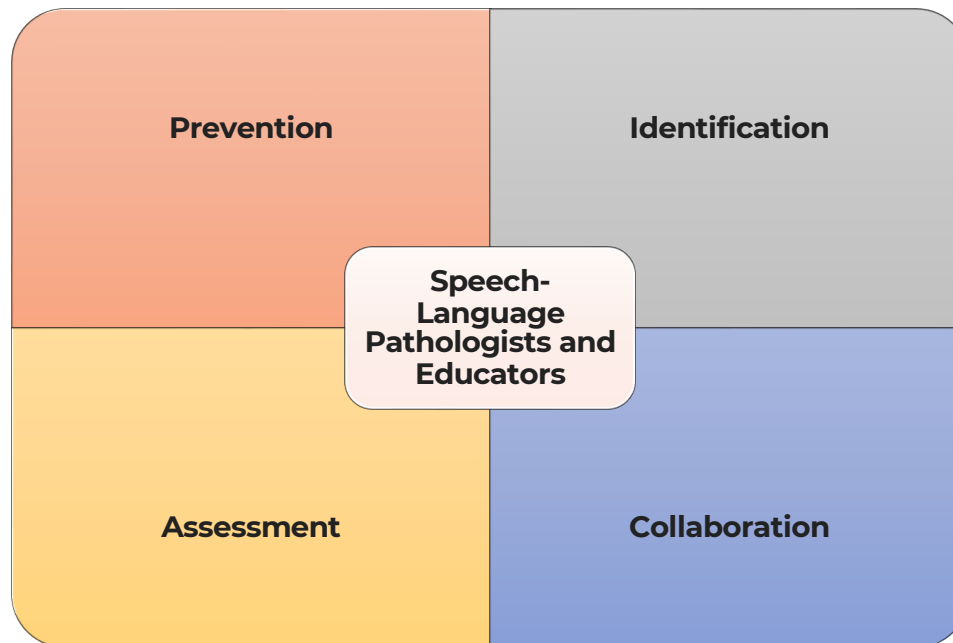 Prevention
Identification
Speech-
Language
Pathologists and
Educators
Assessment
Collaboration